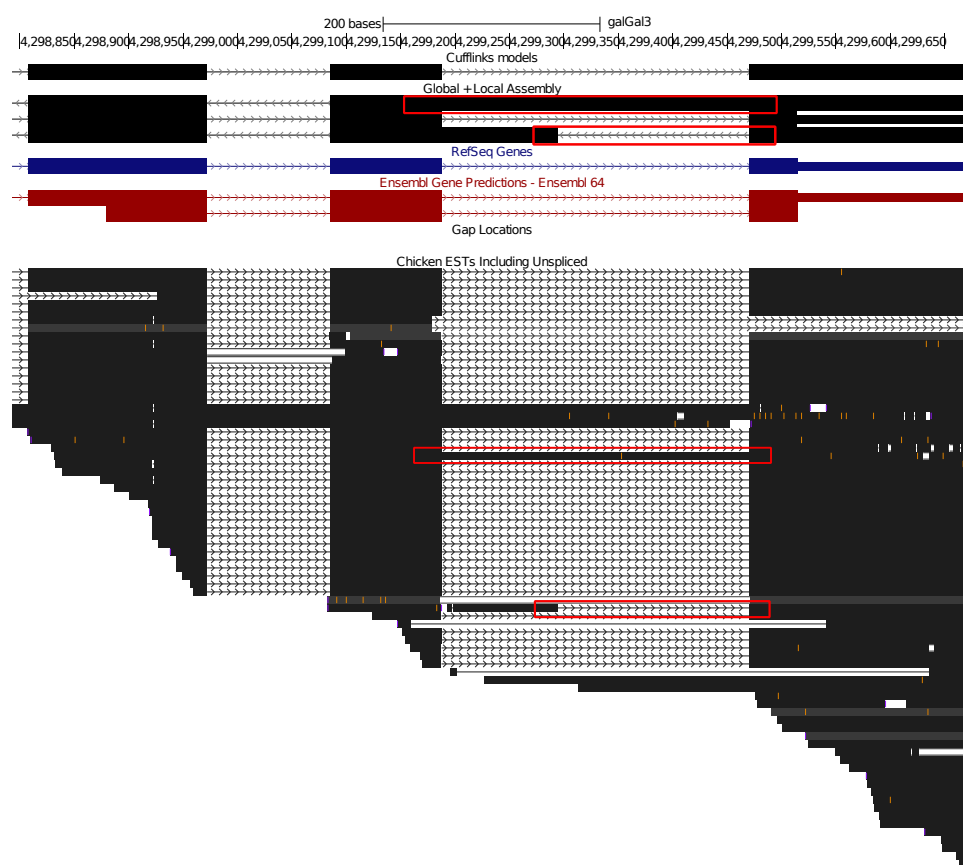 200 bases galGal3
4,298,850 4,298,900 4,298,950 4,299,000 4,299,050 4,299,100 4,299,150 4,299,200 4,299,250 4,299,300 4,299,350 4,299,400 4,299,450 4,299,500 4,299,550 4,299,600 4,299,650
Cufflinks models
Global +Local Assembly
RefSeq Genes
Ensembl Gene Predictions - Ensembl 64
Gap Locations
Chicken ESTs Including Unspliced